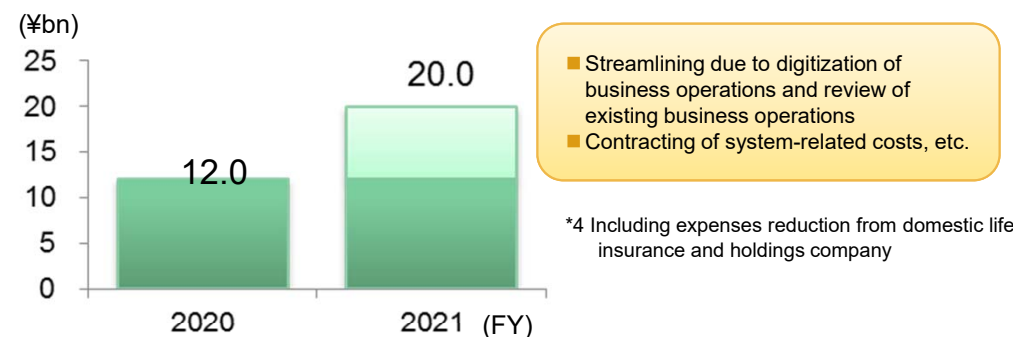 (¥bn)
25
20
15
10
5
0
12.0
20.0
2020
2021
(FY)
Streamlining due to digitization of
business operations and review of
existing business operations
Contracting of system-related costs, etc.
*4 Including expenses reduction from domestic life
insurance and holdings company